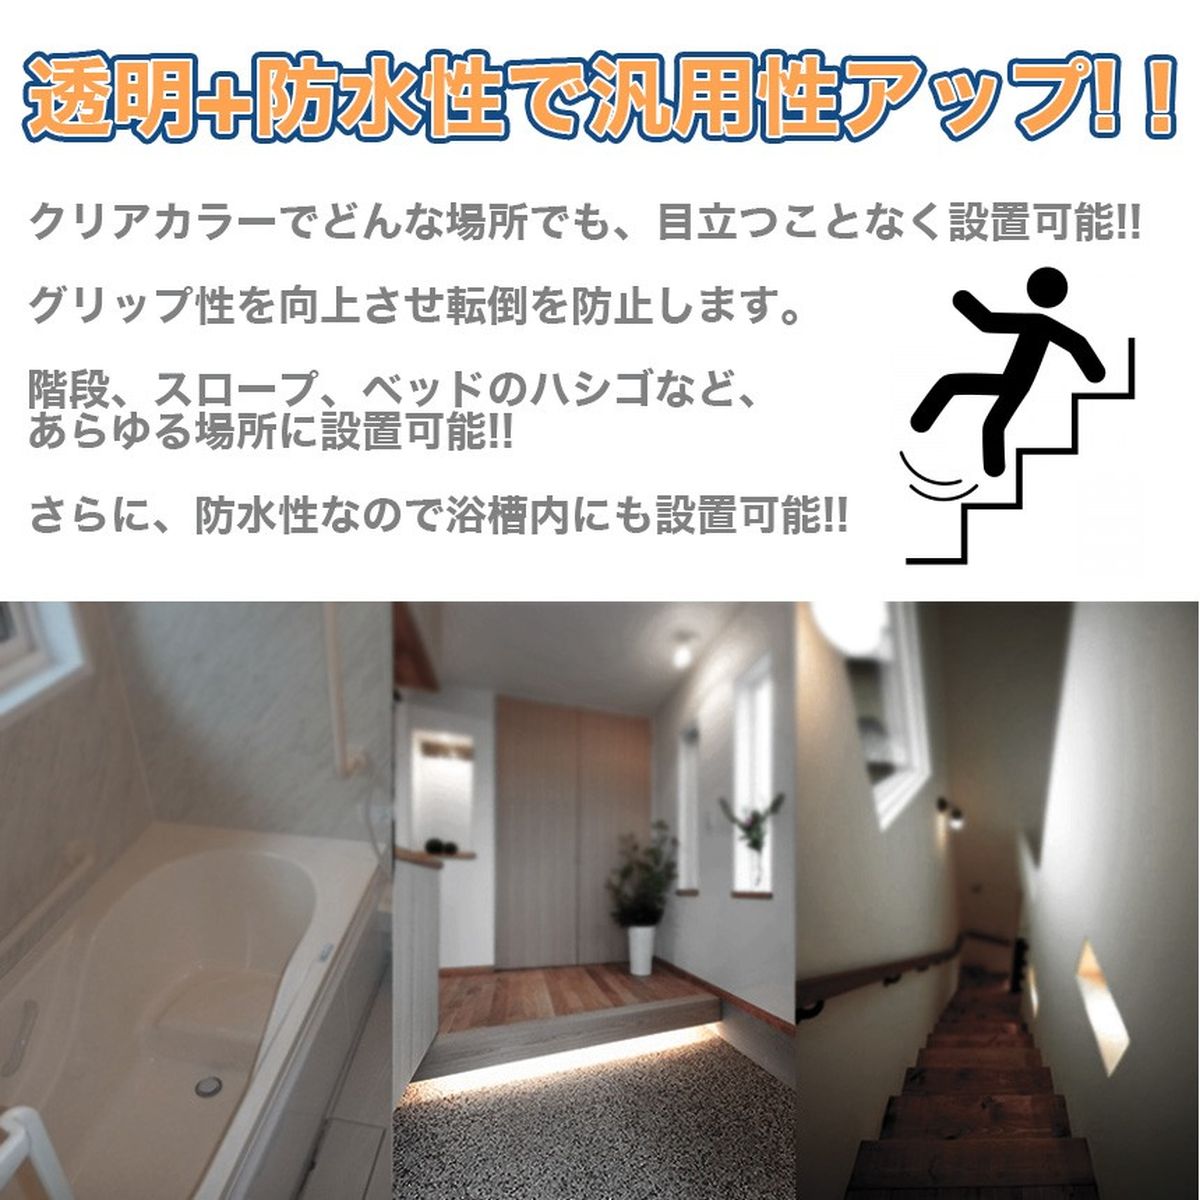 透明+防水性で汎用性アップ!！
クリアカラーでどんな場所でも、目立つことなく設置可能!!
グリップ性を向上させ転倒を防止します。
階段、スロープ、ベッドのハシゴなど、
あらゆる場所に設置可能!!
さらに、防水性なので浴槽内にも設置可能!!